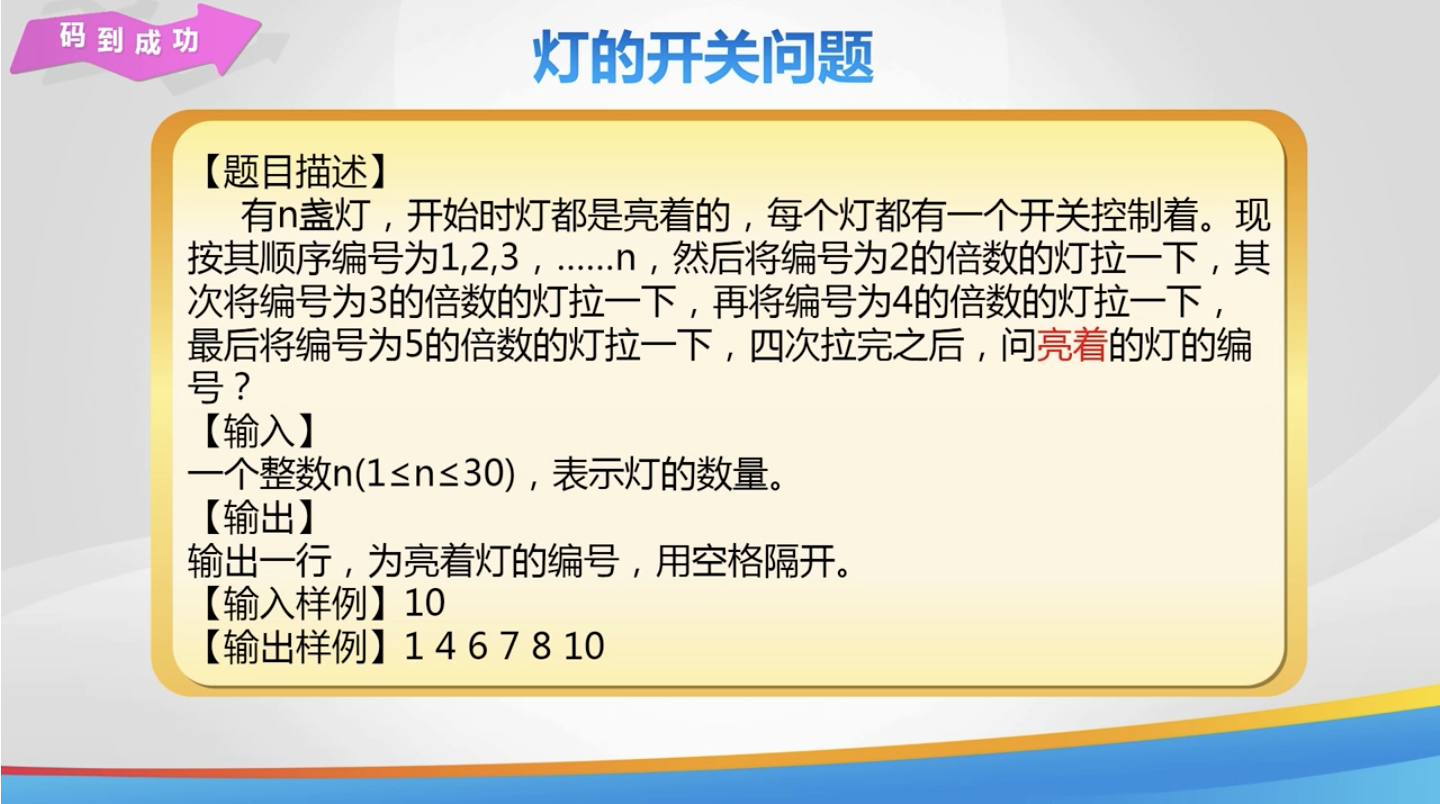 码到成功
灯的开关问题
【题目描述】
有n盏灯，开始时灯都是亮着的，每个灯都有一个开关控制着。现
按其顺序编号为1,2,3，……n，然后将编号为2的倍数的灯拉一下，其
次将编号为3的倍数的灯拉一下，再将编号为4的倍数的灯拉一下，
最后将编号为5的倍数的灯拉一下，四次拉完之后，问亮着的灯的编
号？
【输入】
一个整数n(1≤n≤30)，表示灯的数量。
【输出】
输出一行，为亮着灯的编号，用空格隔开。
【输入样例】10
【输出样例】1 4 6 7 8 10